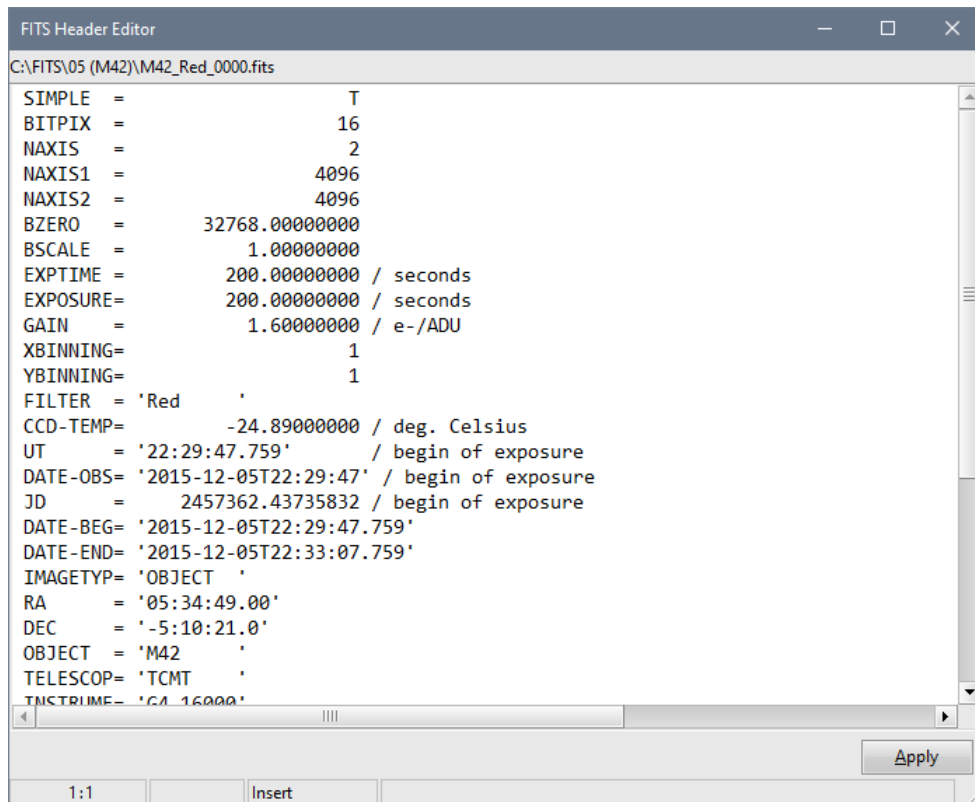 FITS Header Editor
C:\FITS\05 (M42)\M42_Red_0000.fits
SIMPLE  =                    T
BITPIX  =                   16
NAXIS   =                    2
NAXIS1  =                 4096
NAXIS2  =                 4096
BZERO   =       32768.00000000
BSCALE  =           1.00000000
EXPTIME =         200.00000000 / seconds
EXPOSURE=         200.00000000 / seconds
GAIN    =           1.60000000 / e-/ADU
XBINNING=                    1
YBINNING=                    1
FILTER  = 'Red     '
CCD-TEMP=         -24.89000000 / deg. Celsius
UT      = '22:29:47.759'       / begin of exposure
DATE-OBS= '2015-12-05T22:29:47' / begin of exposure
JD      =     2457362.43735832 / begin of exposure
DATE-BEG= '2015-12-05T22:29:47.759'
DATE-END= '2015-12-05T22:33:07.759'
IMAGETYP= 'OBJECT  '
RA      = '05:34:49.00'
DEC     = '-5:10:21.0'
OBJECT  = 'M42     '
TELESCOP= 'TCMT    '
INSTRUME= 'G4 16000'
Apply
1:1 Insert